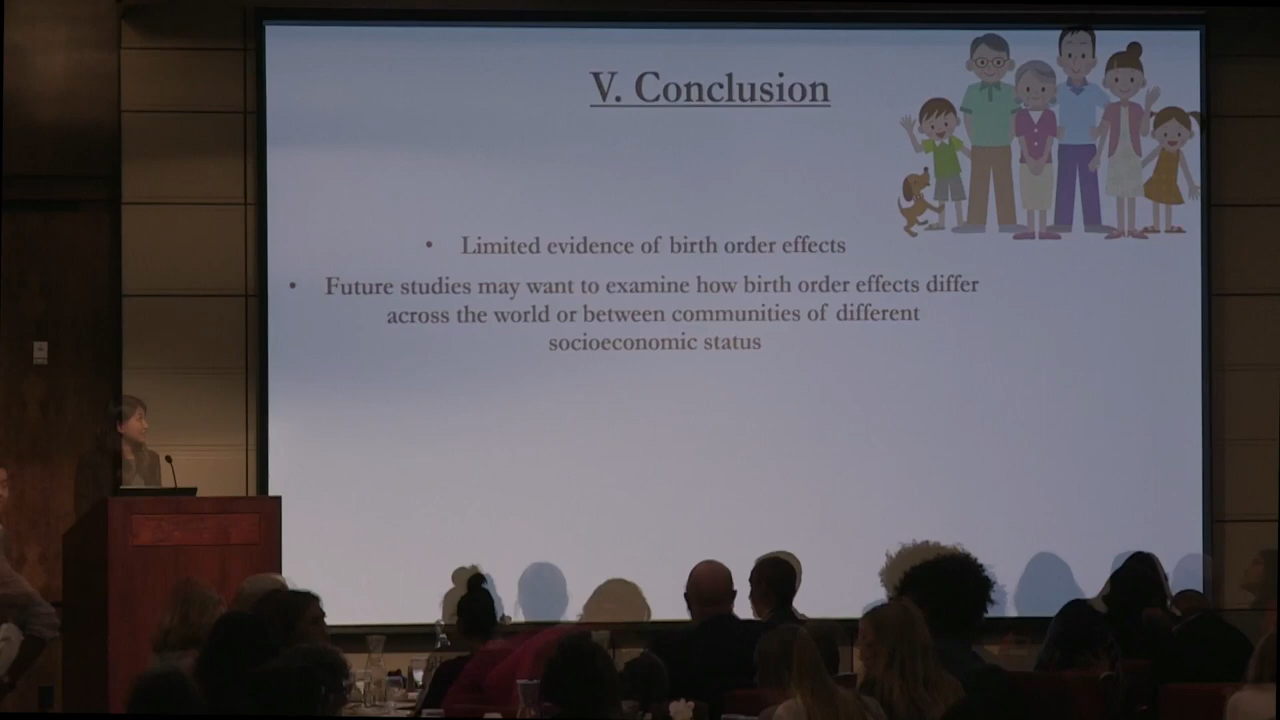 V. Conclusion
• Limited evidence of birth order effects
• Future studies may want to examine how birth order effects differ
across the world or between communities of different
socioeconomic status